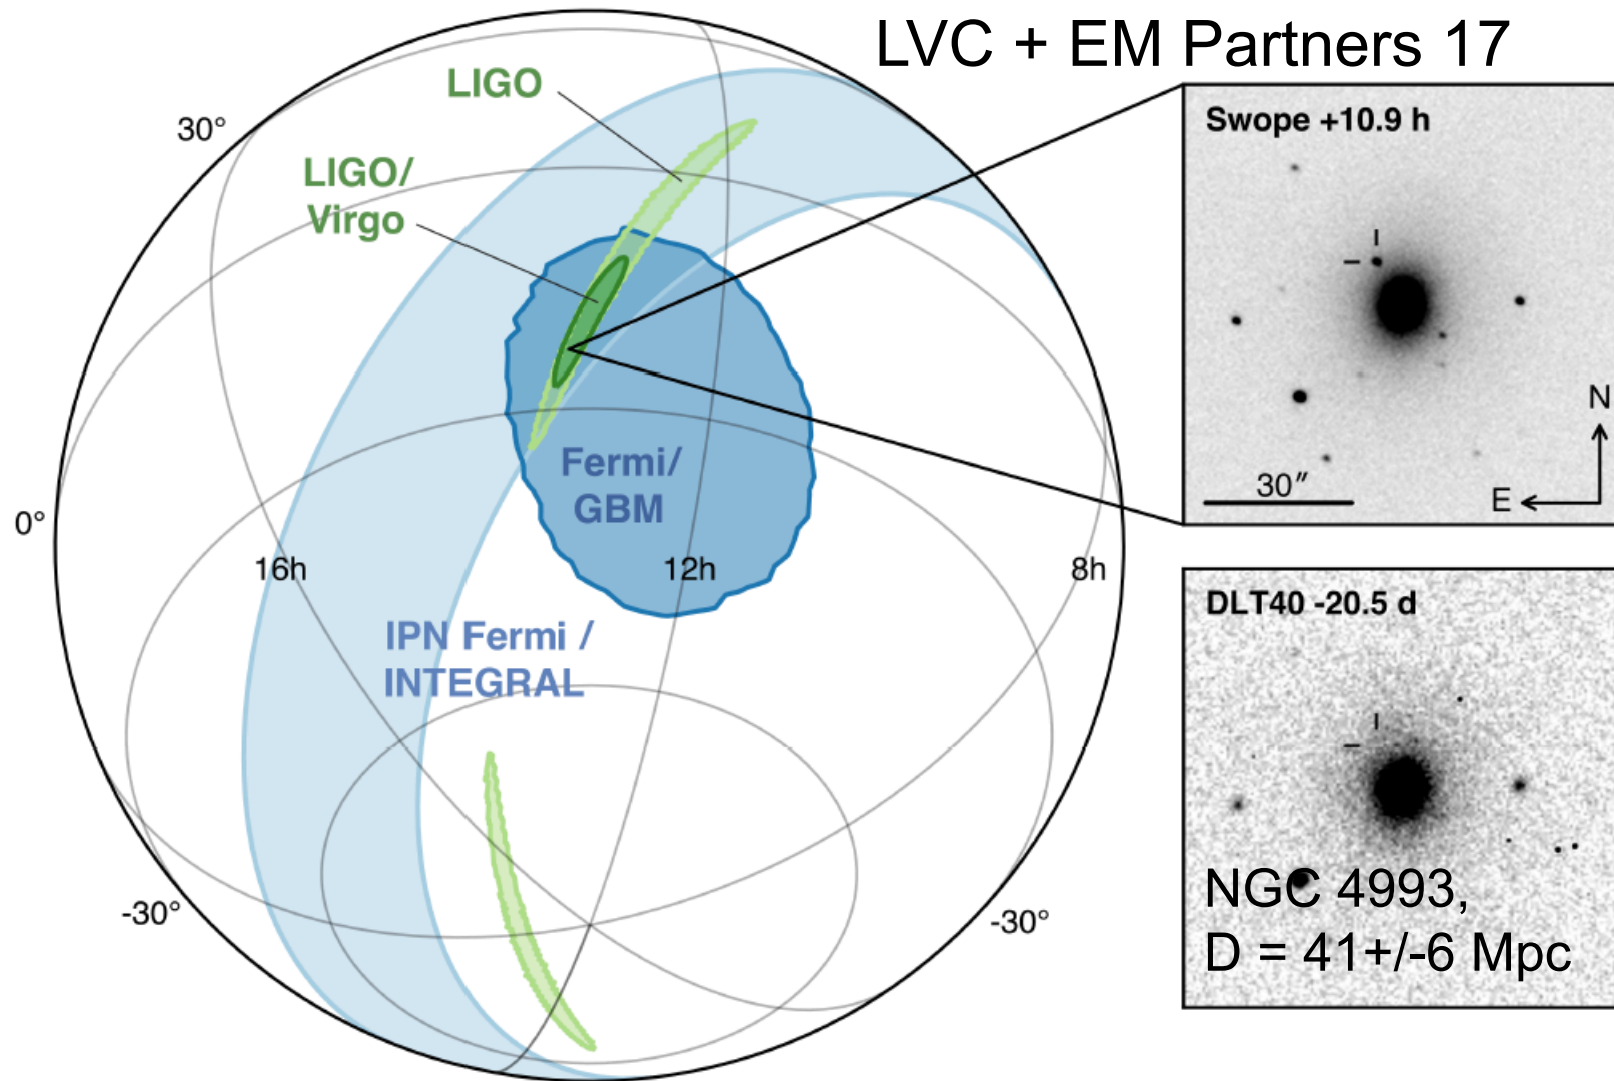 LVC + EM Partners 17
LIGO
30°
LIGO/
Virgo
Swope +10.9 h
N
Fermi/
GBM
30″
E
0°
16h
12h
8h
IPN Fermi /
INTEGRAL
DLT40 -20.5 d
-30°
-30°
NGC 4993,
D = 41+/-6 Mpc